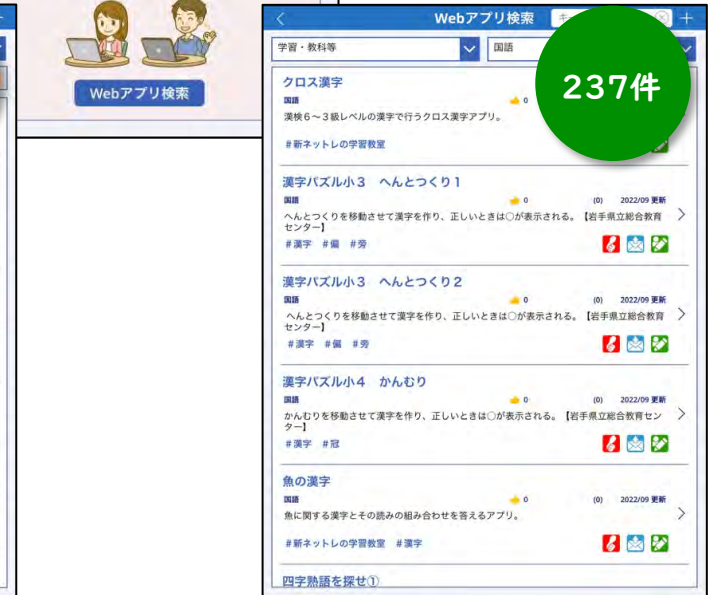 Webアプリ検索
Webアプリ検索
学習・教科等
国語
237件
クロス漢字
国語
0
漢検6～3級レベルの漢字で行うクロス漢字アプリ。
#新ネットレの学習教室
漢字パズル小3 へんとつくり1
国語
0 (0) 2022/09 更新
へんとつくりを移動させて漢字を作り、正しいときは○が表示される。【岩手県立総合教育
センター】
#漢字 #偏 #旁
漢字パズル小3 へんとつくり2
国語
0 (0) 2022/09 更新
へんとつくりを移動させて漢字を作り、正しいときは○が表示される。【岩手県立総合教育
センター】
#漢字 #偏 #旁
漢字パズル小4 かんむり
国語
0 (0) 2022/09 更新
かんむりを移動させて漢字を作り、正しいときは○が表示される。【岩手県立総合教育セン
ター】
#漢字 #冠
魚の漢字
国語
0 (0) 2022/09 更新
魚に関する漢字とその読みの組み合わせを答えるアプリ。
#新ネットレの学習教室 #漢字
四字熟語を探せ①